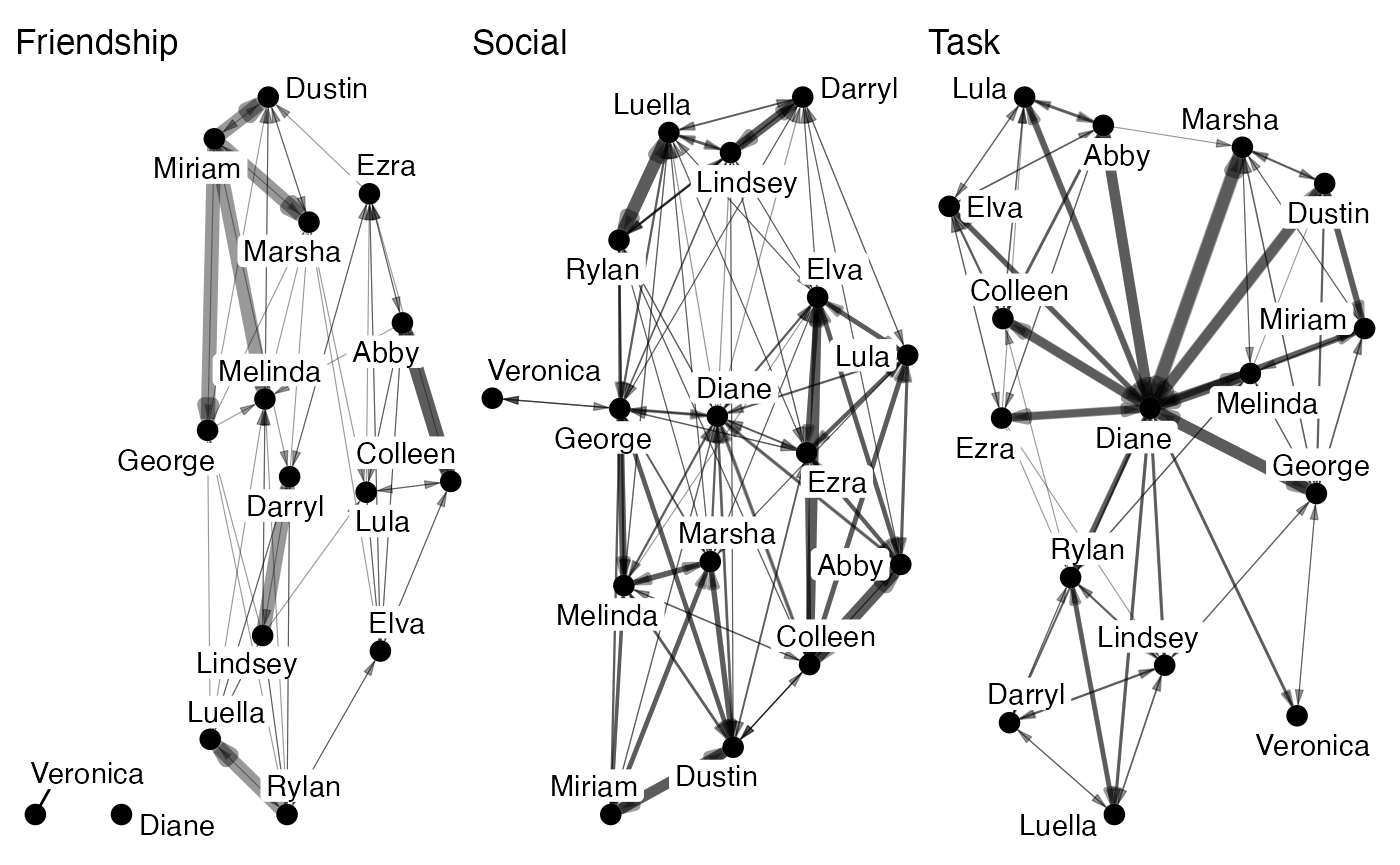 Friendship
Dustin
Miriam
Ezra
Marsha
Abby
Melinda
George
Colleen
Darryl
Lula
Elva
Lindsey
Luella
Veronica
Rylan
Diane
Social
Darryl
Luella
Lindsey
Rylan
Elva
Lula
Veronica
Diane
George
Ezra
Marsha
Abby
Melinda
Colleen
Dustin
Miriam
Task
Lula
Marsha
Abby
Elva
Dustin
Colleen
Miriam
Melinda
Diane
Ezra
George
Rylan
Lindsey
Darryl
Veronica
Luella